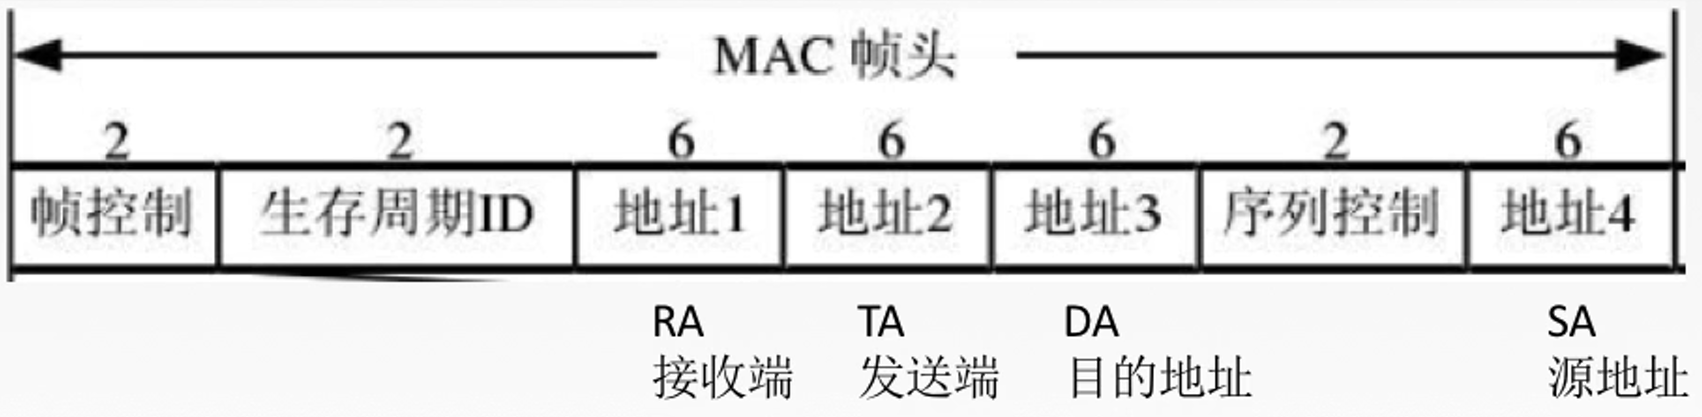 MAC 帧头
2 2 6 6 6 2 6
帧控制 生存周期ID 地址1 地址2 地址3 序列控制 地址4
RA TA DA SA
接收端 发送端 目的地址 源地址